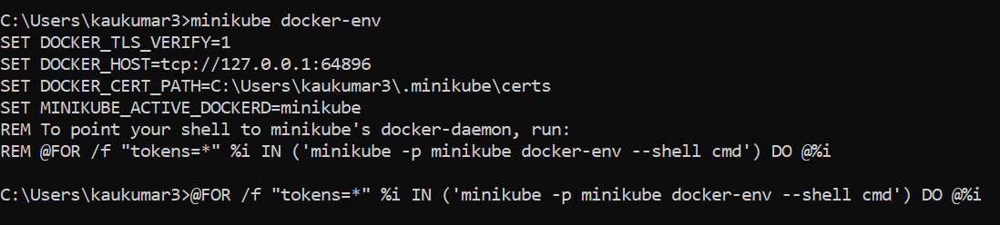 C:\Users\kaukumar3>minikube docker-env
SET DOCKER_TLS_VERIFY=1
SET DOCKER_HOST=tcp://127.0.0.1:64896
SET DOCKER_CERT_PATH=C:\Users\kaukumar3\.minikube\certs
SET MINIKUBE_ACTIVE_DOCKERD=minikube
REM To point your shell to minikube's docker-daemon, run:
REM @FOR /f "tokens=*" %i IN ('minikube -p minikube docker-env --shell cmd') DO @%i
C:\Users\kaukumar3>@FOR /f "tokens=*" %i IN ('minikube -p minikube docker-env --shell cmd') DO @%i